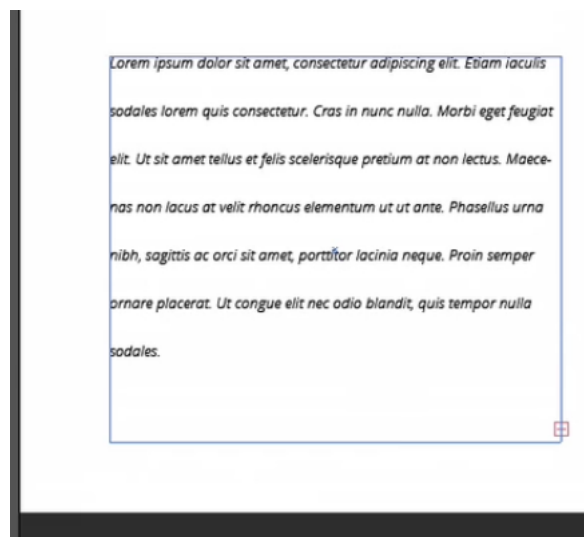 Lorem ipsum dolor sit amet, consectetur adipiscing elit. Etiam iaculis
sodales lorem quis consectetur. Cras in nunc nulla. Morbi eget feugiat
elit. Ut sit amet tellus et felis scelerisque pretium at non lectus. Maece-
nas non lacus at velit rhoncus elementum ut ut ante. Phasellus urna
nibh, sagittis ac orci sit amet, porttitor lacinia neque. Proin semper
ornare placerat. Ut congue elit nec odio blandit, quis tempor nulla
sodales.